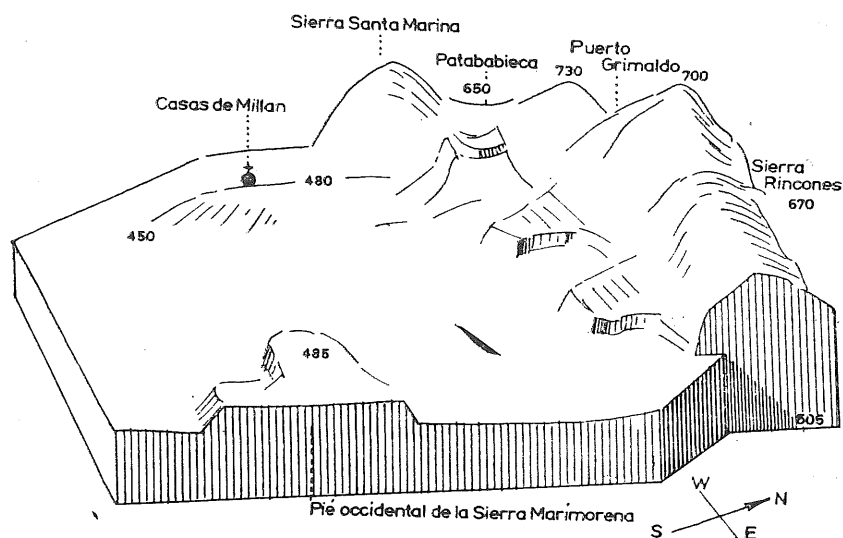 Sierra Santa Marina
Patababieca
Puerto
Grimaldo
650
730
700
Casas de Millan
Sierra
Rincones
670
480
450
485
505
Pié occidental de la Sierra Marimorena
W
N
S
E